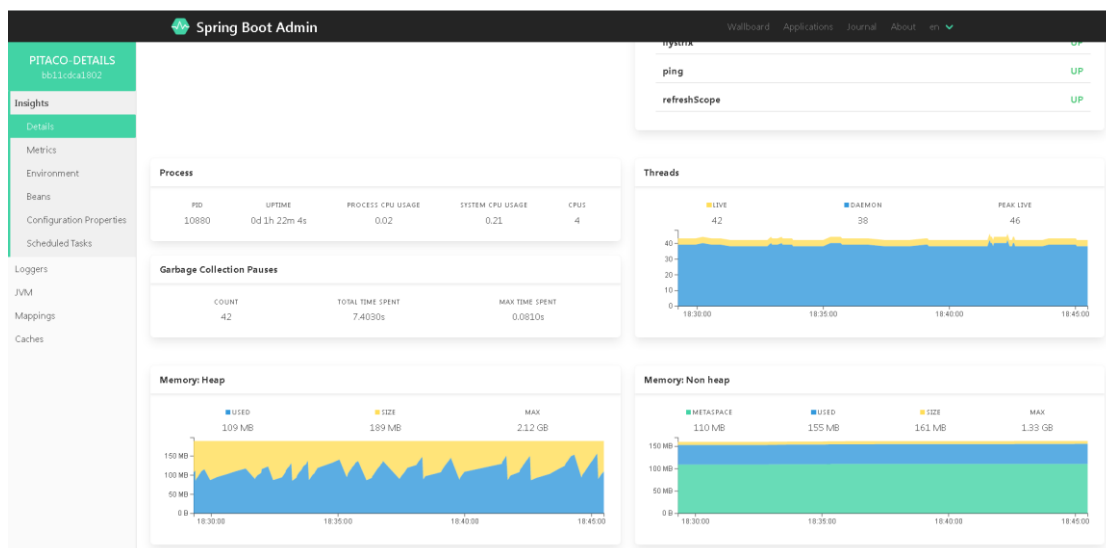 Spring Boot Admin
Wallboard Applications Journal About en
PITACO-DETAILS
bb11cdca1802
Insights
Details
Metrics
Environment
Beans
Configuration Properties
Scheduled Tasks
Loggers
JVM
Mappings
Caches
hystrix UP
ping UP
refreshScope UP
Process
PID UPTIME PROCESS CPU USAGE SYSTEM CPU USAGE CPUS
10880 0d 1h 22m 4s 0.02 0.21 4
Garbage Collection Pauses
COUNT TOTAL TIME SPENT MAX TIME SPENT
42 7.4030s 0.0810s
Threads
LIVE DAEMON PEAK LIVE
42 38 46
40
30
20
10
0
18:30:00 18:35:00 18:40:00 18:45:00
Memory: Heap
USED SIZE MAX
109 MB 189 MB 2.12 GB
150 MB
100 MB
50 MB
0 B
18:30:00 18:35:00 18:40:00 18:45:00
Memory: Non heap
METASPACE USED SIZE MAX
110 MB 155 MB 161 MB 1.33 GB
150 MB
100 MB
50 MB
0 B
18:30:00 18:35:00 18:40:00 18:45:00